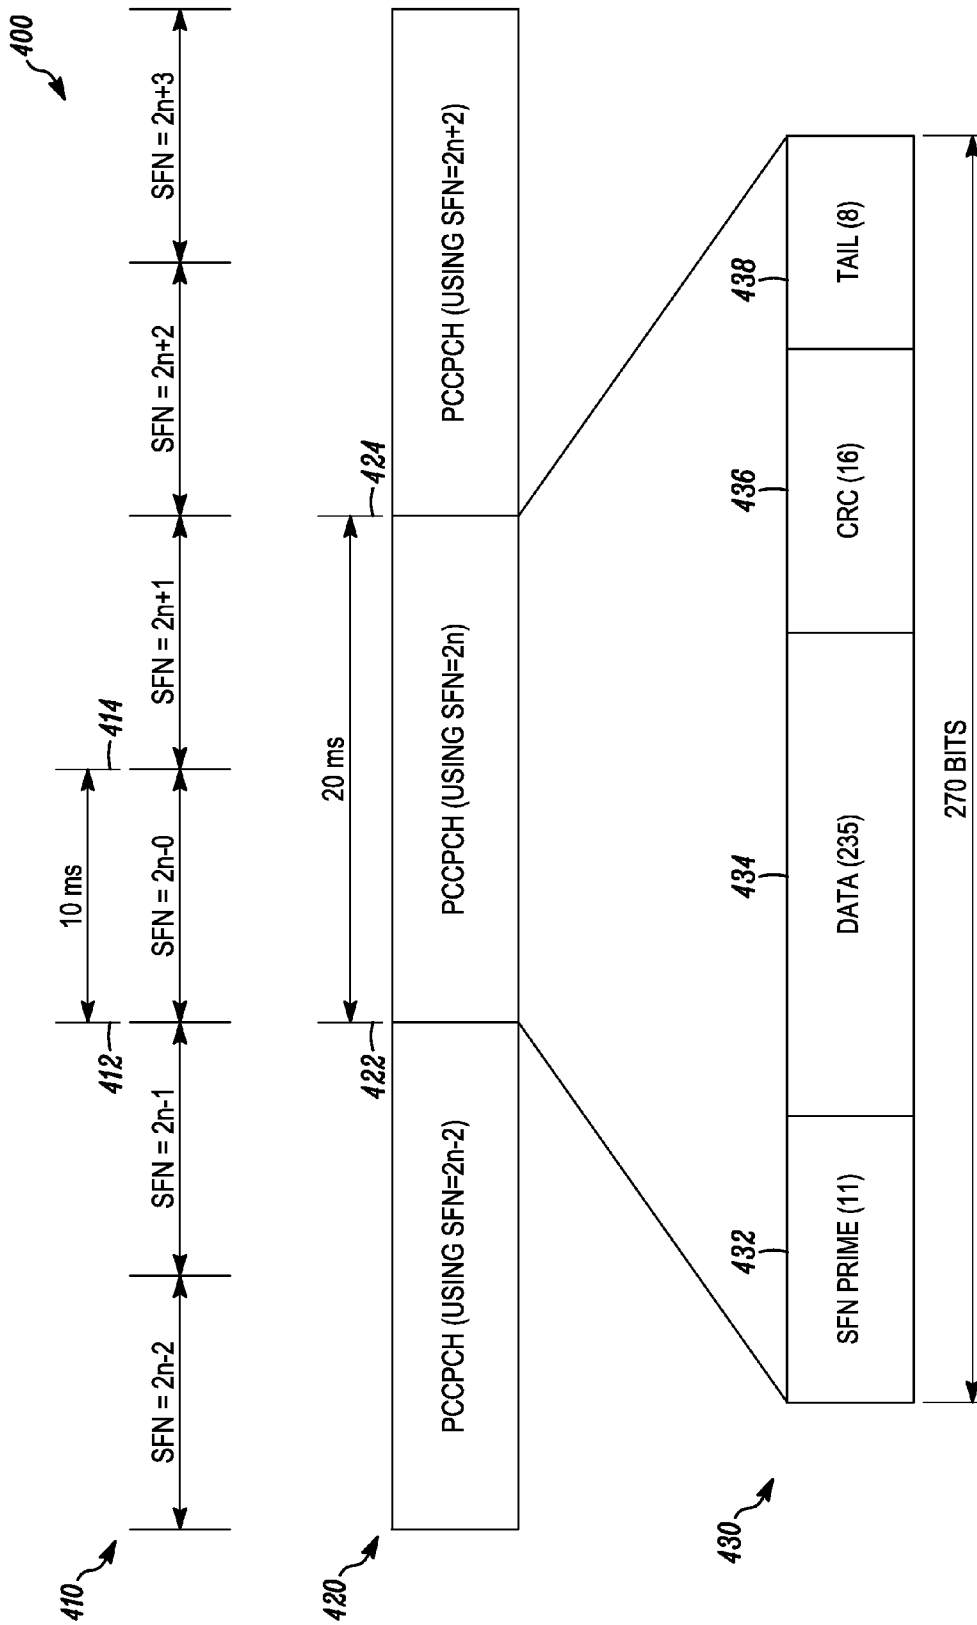 400
410
10 ms
412
414
SFN = 2n-2
SFN = 2n-1
SFN = 2n-0
SFN = 2n+1
SFN = 2n+2
SFN = 2n+3
420
20 ms
422
424
PCCPCH (USING SFN=2n-2)
PCCPCH (USING SFN=2n)
PCCPCH (USING SFN=2n+2)
430
432
434
436
438
SFN PRIME (11)
DATA (235)
CRC (16)
TAIL (8)
270 BITS